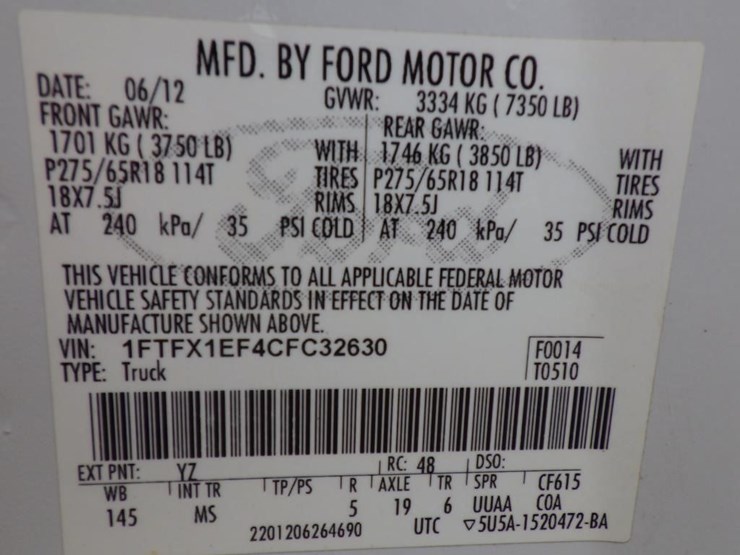 MFD. BY FORD MOTOR CO.
DATE: 06/12 GVWR: 3334 KG ( 7350 LB)
FRONT GAWR: REAR GAWR:
1701 KG ( 3750 LB) WITH 1746 KG ( 3850 LB) WITH
P275/65R18 114T TIRES P275/65R18 114T TIRES
18X7.5J RIMS 18X7.5J RIMS
AT 240 kPa/ 35 PSI COLD AT 240 kPa/ 35 PSI COLD
Ford
THIS VEHICLE CONFORMS TO ALL APPLICABLE FEDERAL MOTOR
VEHICLE SAFETY STANDARDS IN EFFECT ON THE DATE OF
MANUFACTURE SHOWN ABOVE.
VIN: 1FTFX1EF4CFC32630 F0014
TYPE: Truck T0510
EXT PNT: YZ RC: 48 DSO:
WB INT TR TP/PS R AXLE TR SPR CF615
145 MS 5 19 6 UUAA COA
2201206264690 UTC ▽5U5A-1520472-BA